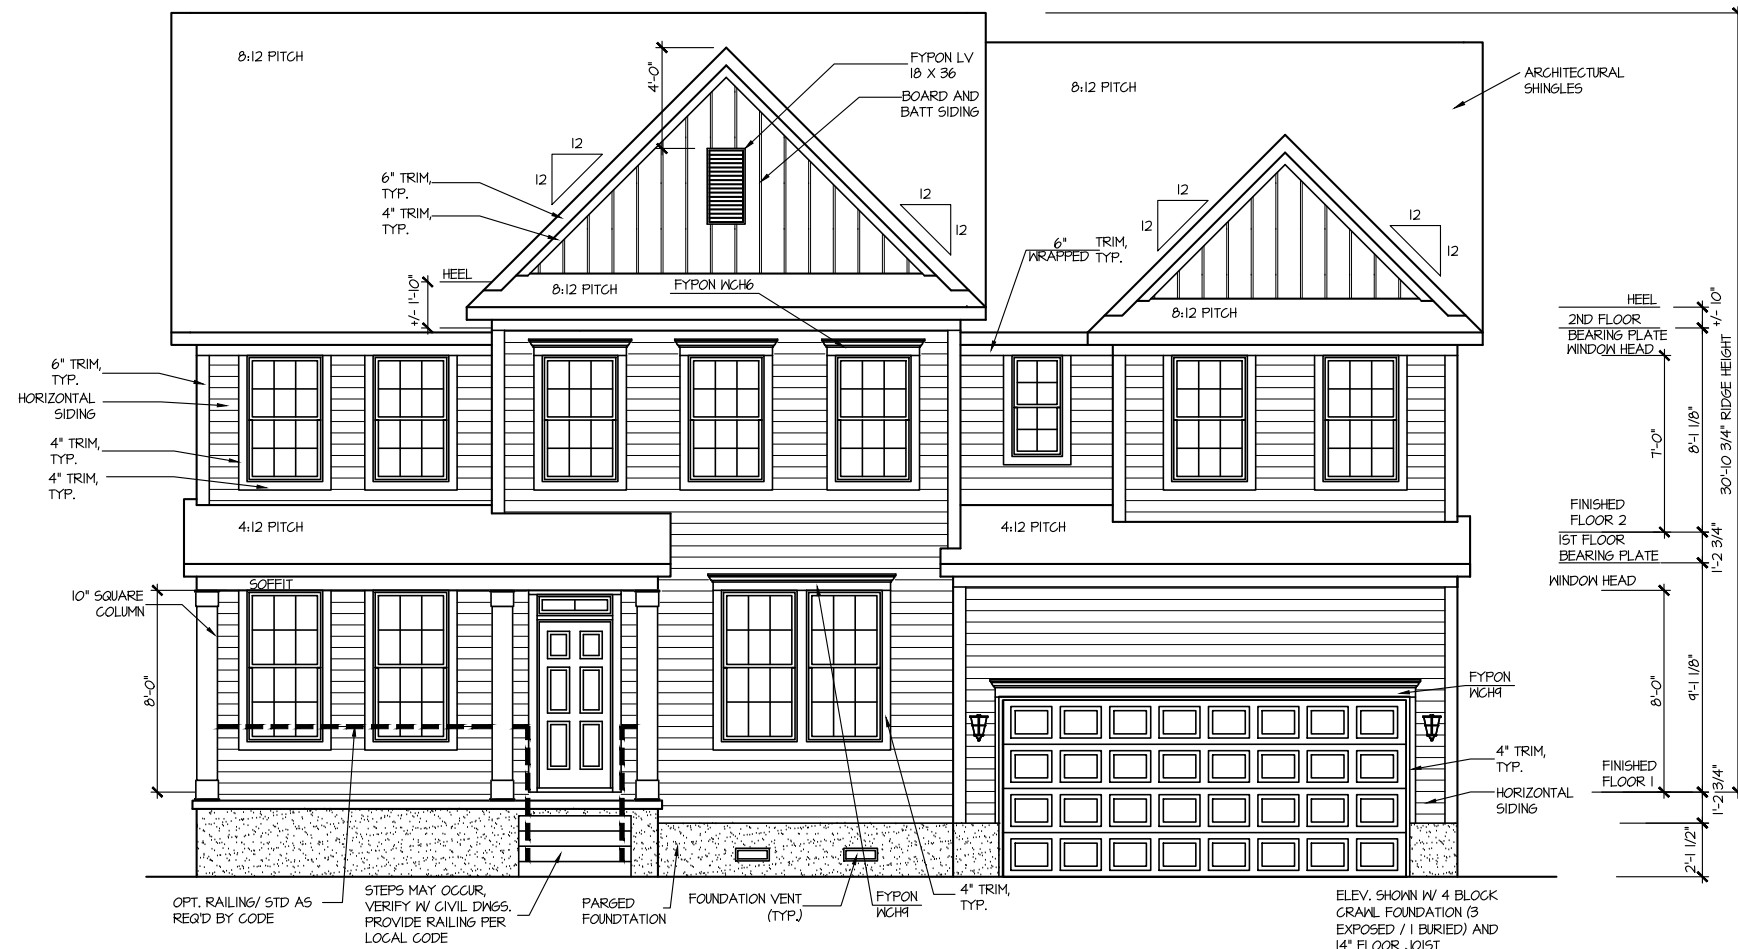 8:12 PITCH
4'-0"
FYPON LV
18 X 36
BOARD AND
BATT SIDING
8:12 PITCH
ARCHITECTURAL
SHINGLES
12
12
12
12
6" TRIM,
TYP.
4" TRIM,
TYP.
12
12
12
12
6" TRIM,
WRAPPED TYP.
HEEL
+/- 1'-10"
8:12 PITCH
FYPON WCH6
8:12 PITCH
HEEL
+/- 10"
2ND FLOOR
BEARING PLATE
WINDOW HEAD
30'-10 3/4" RIDGE HEIGHT
6" TRIM,
TYP.
HORIZONTAL
SIDING
4" TRIM,
TYP.
4" TRIM,
TYP.
7'-0"
8'-1 1/8"
FINISHED
FLOOR 2
1ST FLOOR
BEARING PLATE
1'-2 3/4"
4:12 PITCH
4:12 PITCH
WINDOW HEAD
SOFFIT
10" SQUARE
COLUMN
8'-0"
8'-0"
9'-1 1/8"
FYPON
WCH9
4" TRIM,
TYP.
FINISHED
FLOOR 1
HORIZONTAL
SIDING
1'-2 3/4"
2'-1 1/2"
OPT. RAILING/ STD AS
REQ'D BY CODE
STEPS MAY OCCUR,
VERIFY W/ CIVIL DWGS.
PROVIDE RAILING PER
LOCAL CODE
PARGED
FOUNDTATION
FOUNDATION VENT
(TYP.)
FYPON
WCH9
4" TRIM,
TYP.
ELEV. SHOWN W/ 4 BLOCK
CRAWL FOUNDATION (3
EXPOSED / 1 BURIED) AND
14" FLOOR JOIST